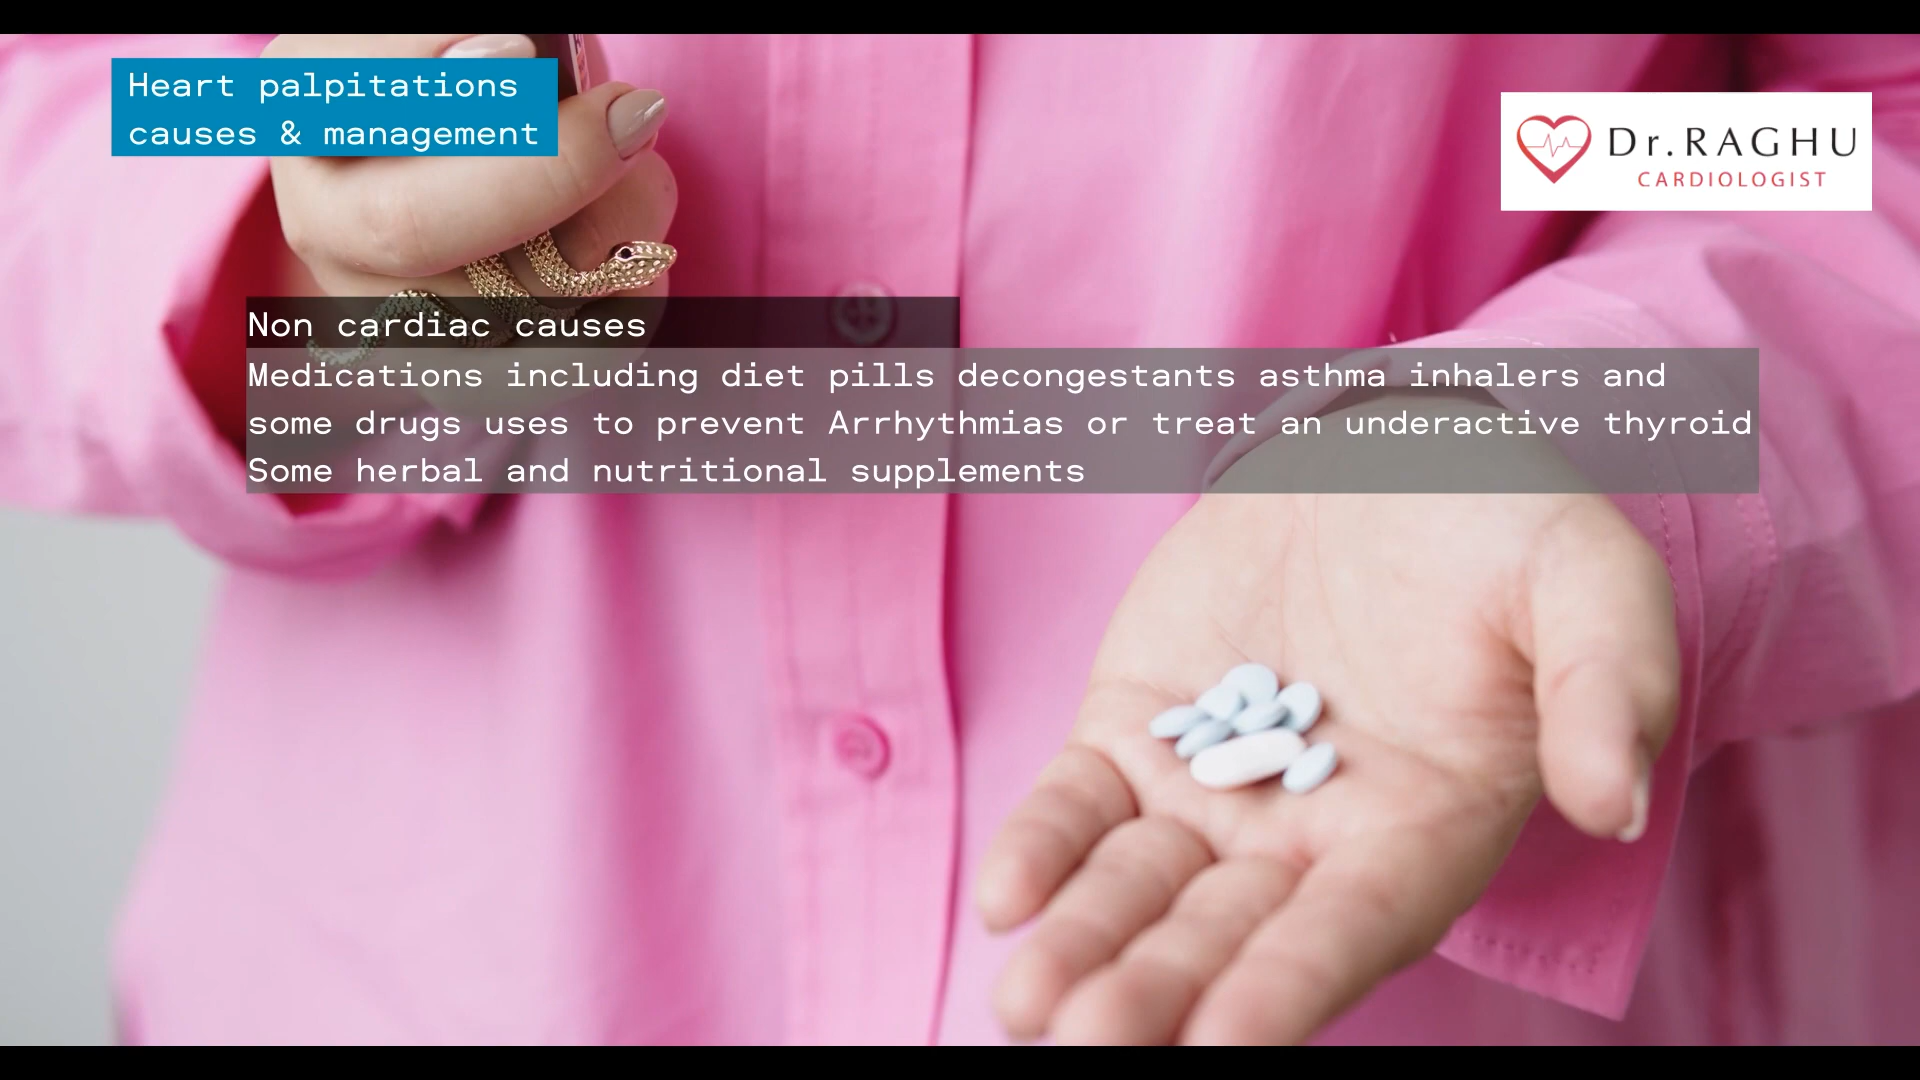 Heart palpitations
causes & management
Dr.RAGHU
CARDIOLOGIST
Non cardiac causes
Medications including diet pills decongestants asthma inhalers and
some drugs uses to prevent Arrhythmias or treat an underactive thyroid
Some herbal and nutritional supplements